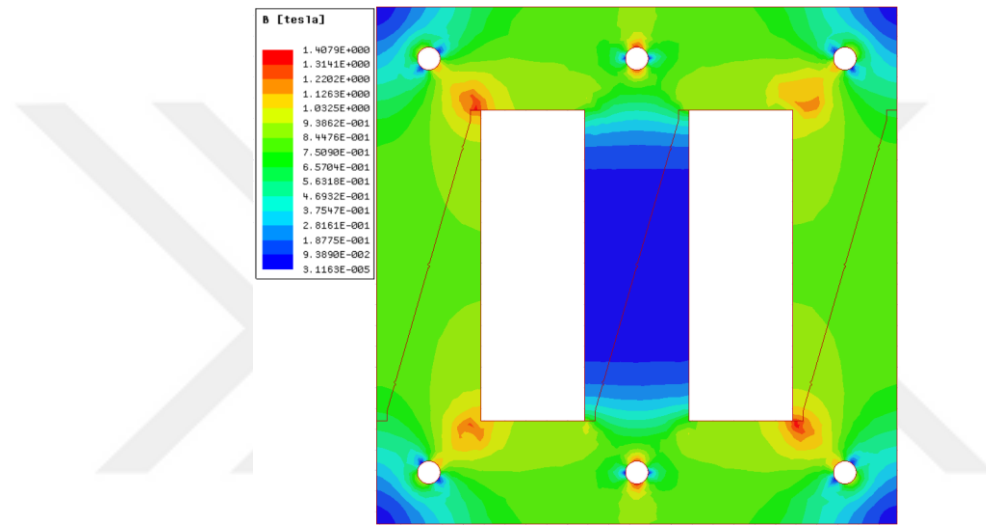 B [tesla]
1.4079E+000
1.3141E+000
1.2202E+000
1.1263E+000
1.0325E+000
9.3862E-001
8.4476E-001
7.5090E-001
6.5704E-001
5.6318E-001
4.6932E-001
3.7547E-001
2.8161E-001
1.8775E-001
9.3890E-002
3.1163E-005